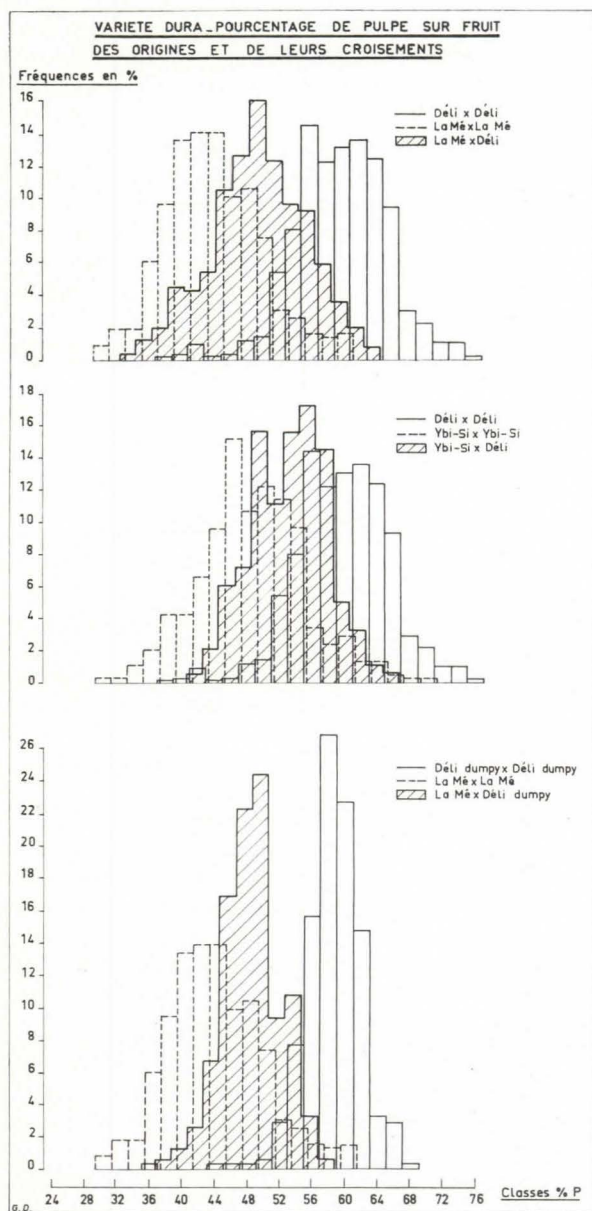 VARIETE DURA_POURCENTAGE DE PULPE SUR FRUIT
DES ORIGINES ET DE LEURS CROISEMENTS
Fréquences en %
16
14
12
10
8
6
4
2
0
Déli x Déli
La Mé x La Mé
La Mé x Déli
18
16
14
12
10
8
6
4
2
0
Déli x Déli
Ybi-Si x Ybi-Si
Ybi-Si x Déli
26
24
22
20
18
16
14
12
10
8
6
4
2
0
Déli dumpy x Déli dumpy
La Mé x La Mé
La Mé x Déli dumpy
24 28 32 36 40 44 48 52 56 60 64 68 72 76 Classes % P
G.D.